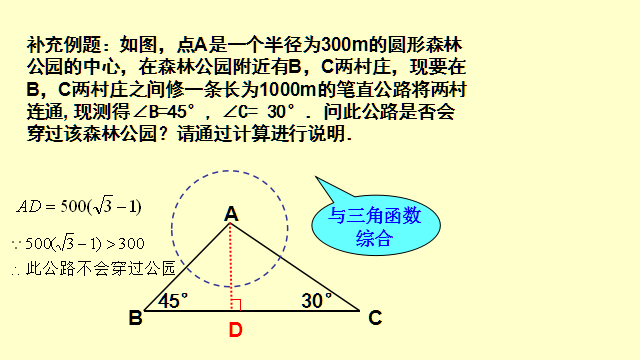 补充例题：如图，点A是一个半径为300m的圆形森林
公园的中心，在森林公园附近有B，C两村庄，现要在
B，C两村庄之间修一条长为1000m的笔直公路将两村
连通, 现测得∠B=45°, ∠C= 30°．问此公路是否会
穿过该森林公园？请通过计算进行说明.
与三角函数
综合
AD = 500(√3 − 1)
∵ 500(√3 − 1) > 300
∴ 此公路不会穿过公园
A
45°
30°
B
C
D